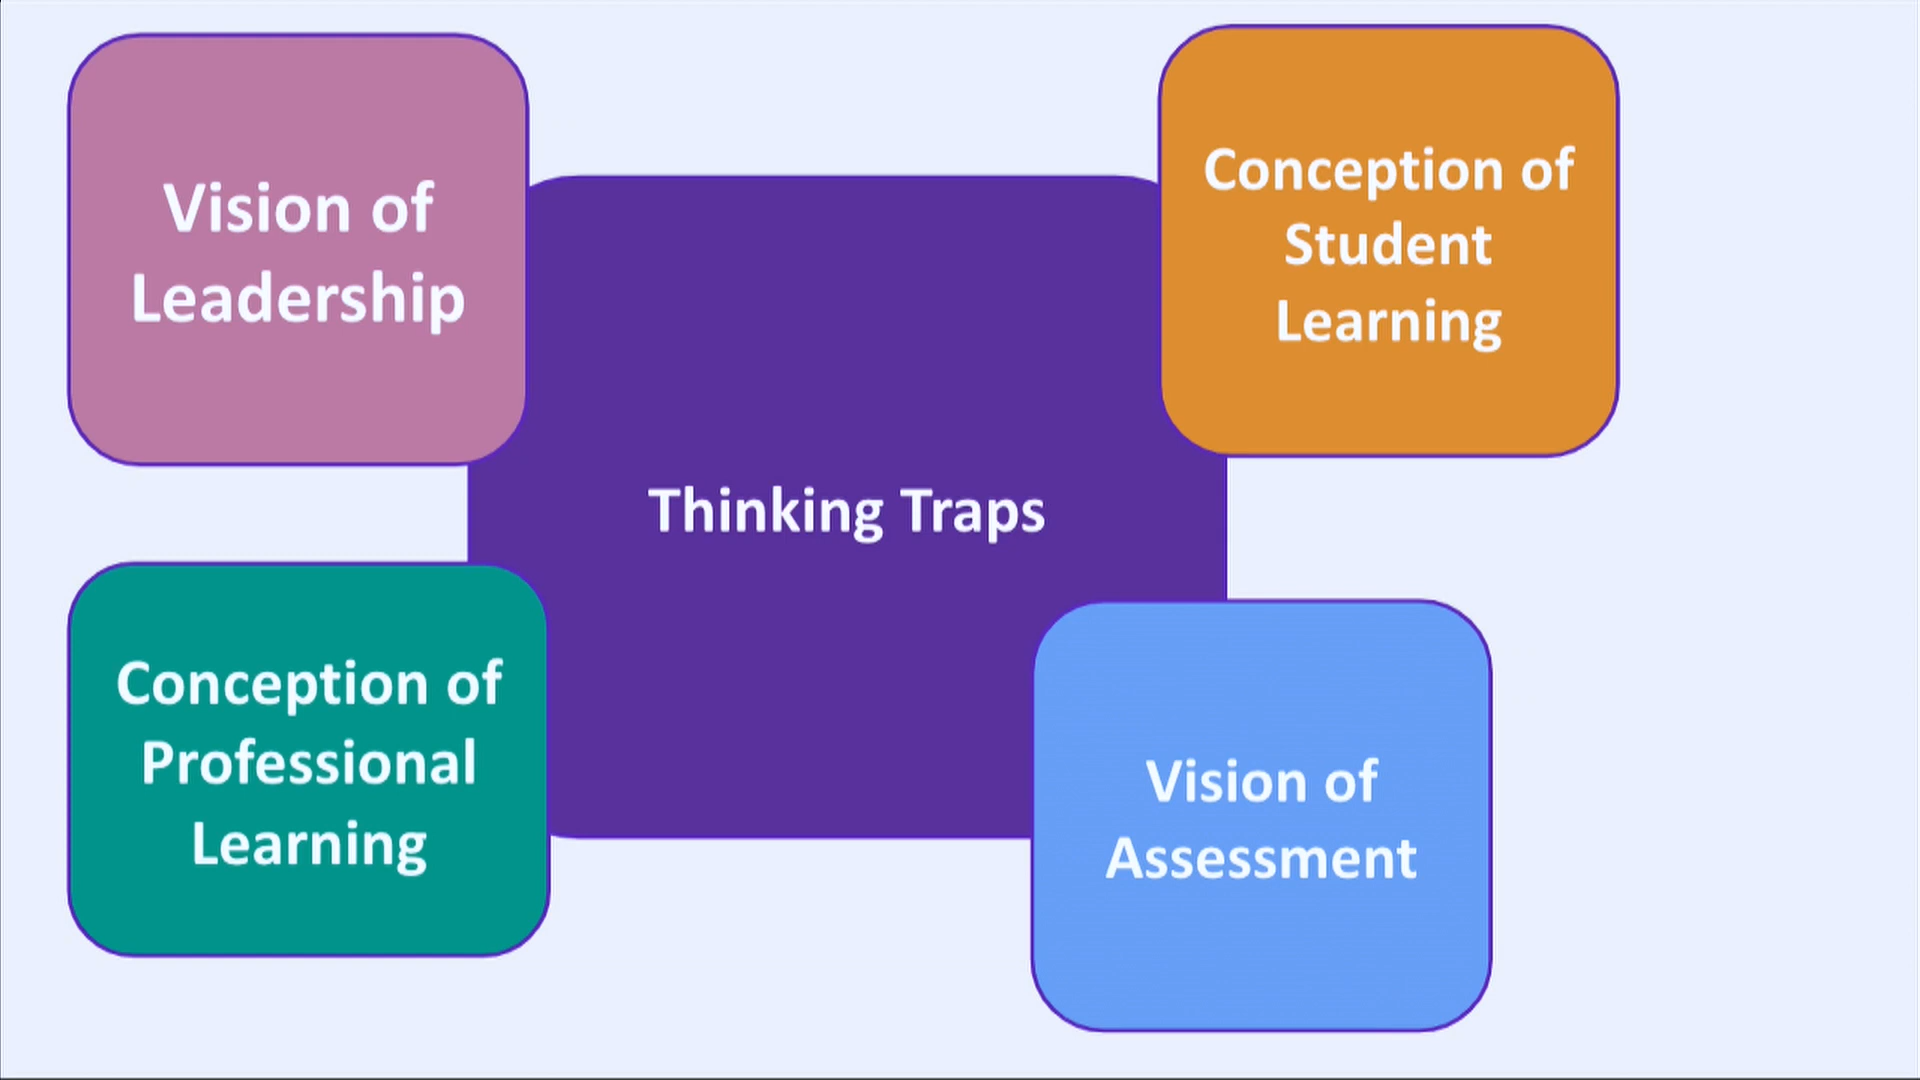 Vision of
Leadership
Conception of
Student
Learning
Thinking Traps
Conception of
Professional
Learning
Vision of
Assessment